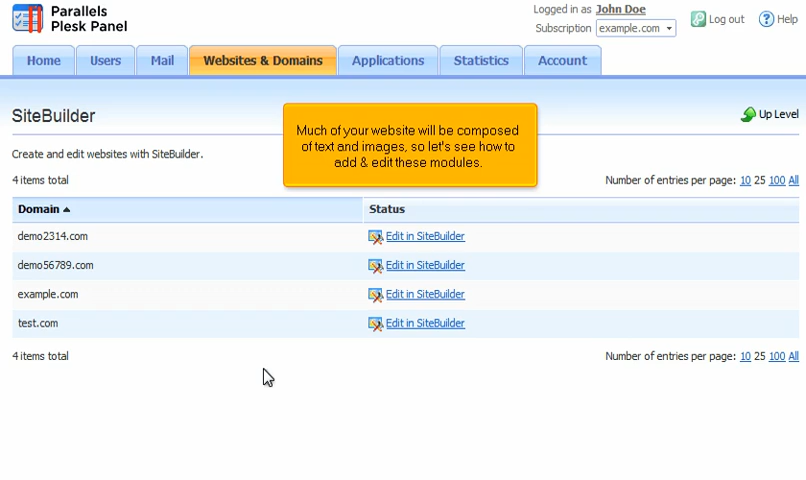 Parallels
Plesk Panel
Logged in as John Doe
Subscription example.com
Log out
Help
Home Users Mail Websites & Domains Applications Statistics Account
SiteBuilder
Up Level
Much of your website will be composed
of text and images, so let's see how to
add & edit these modules.
Create and edit websites with SiteBuilder.
4 items total
Number of entries per page: 10 25 100 All
Domain Status
demo2314.com Edit in SiteBuilder
demo56789.com Edit in SiteBuilder
example.com Edit in SiteBuilder
test.com Edit in SiteBuilder
4 items total
Number of entries per page: 10 25 100 All